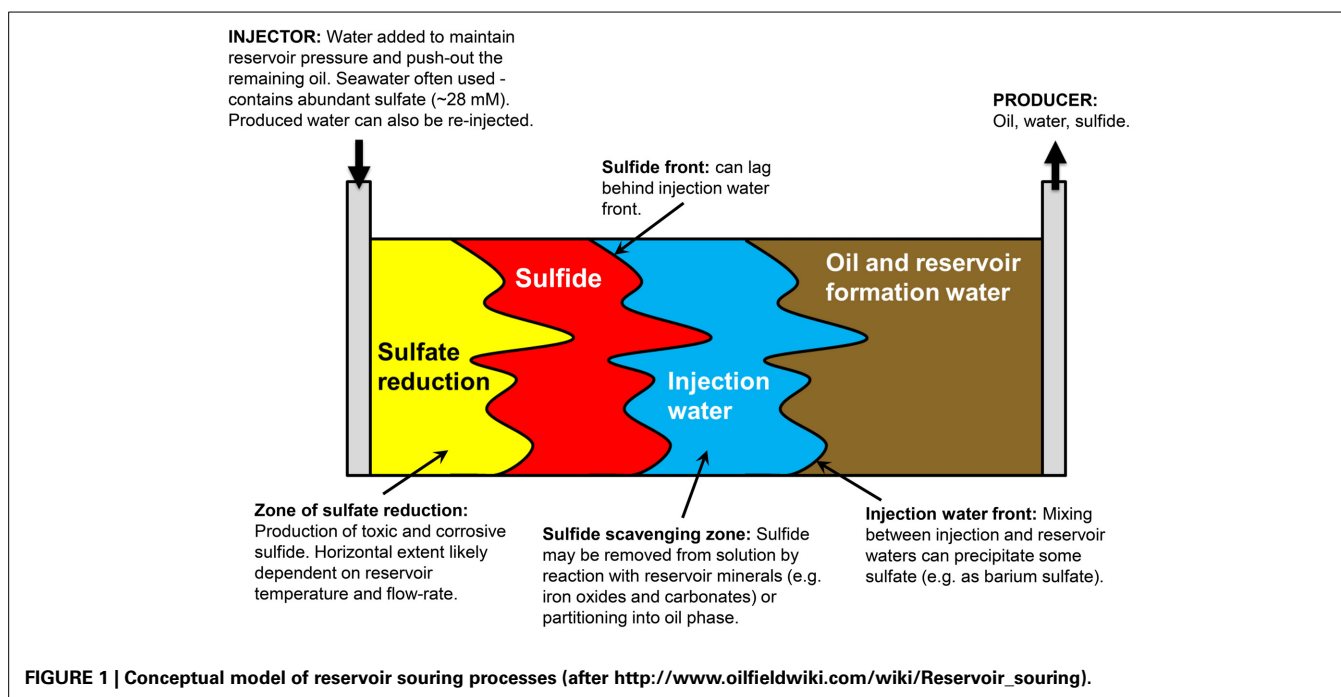 INJECTOR: Water added to maintain
reservoir pressure and push-out the
remaining oil. Seawater often used -
contains abundant sulfate (~28 mM).
Produced water can also be re-injected.
PRODUCER:
Oil, water, sulfide.
Sulfide front: can lag
behind injection water
front.
Sulfate
reduction
Sulfide
Injection
water
Oil and reservoir
formation water
Zone of sulfate reduction:
Production of toxic and corrosive
sulfide. Horizontal extent likely
dependent on reservoir
temperature and flow-rate.
Sulfide scavenging zone: Sulfide
may be removed from solution by
reaction with reservoir minerals (e.g.
iron oxides and carbonates) or
partitioning into oil phase.
Injection water front: Mixing
between injection and reservoir
waters can precipitate some
sulfate (e.g. as barium sulfate).
FIGURE 1 | Conceptual model of reservoir souring processes (after http://www.oilfieldwiki.com/wiki/Reservoir_souring).